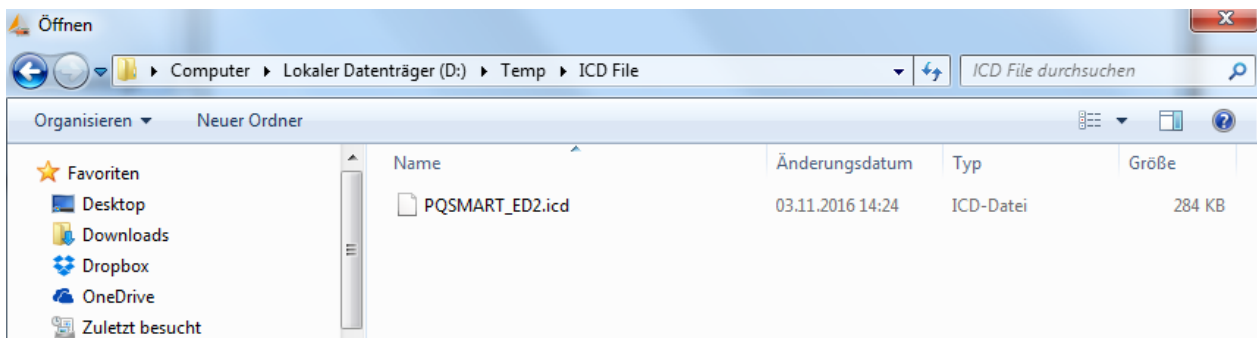 Öffnen
Computer Lokaler Datenträger (D:) Temp ICD File
ICD File durchsuchen
Organisieren Neuer Ordner
Name Änderungsdatum Typ Größe
PQSMART_ED2.icd 03.11.2016 14:24 ICD-Datei 284 KB
Favoriten
Desktop
Downloads
Dropbox
OneDrive
Zuletzt besucht